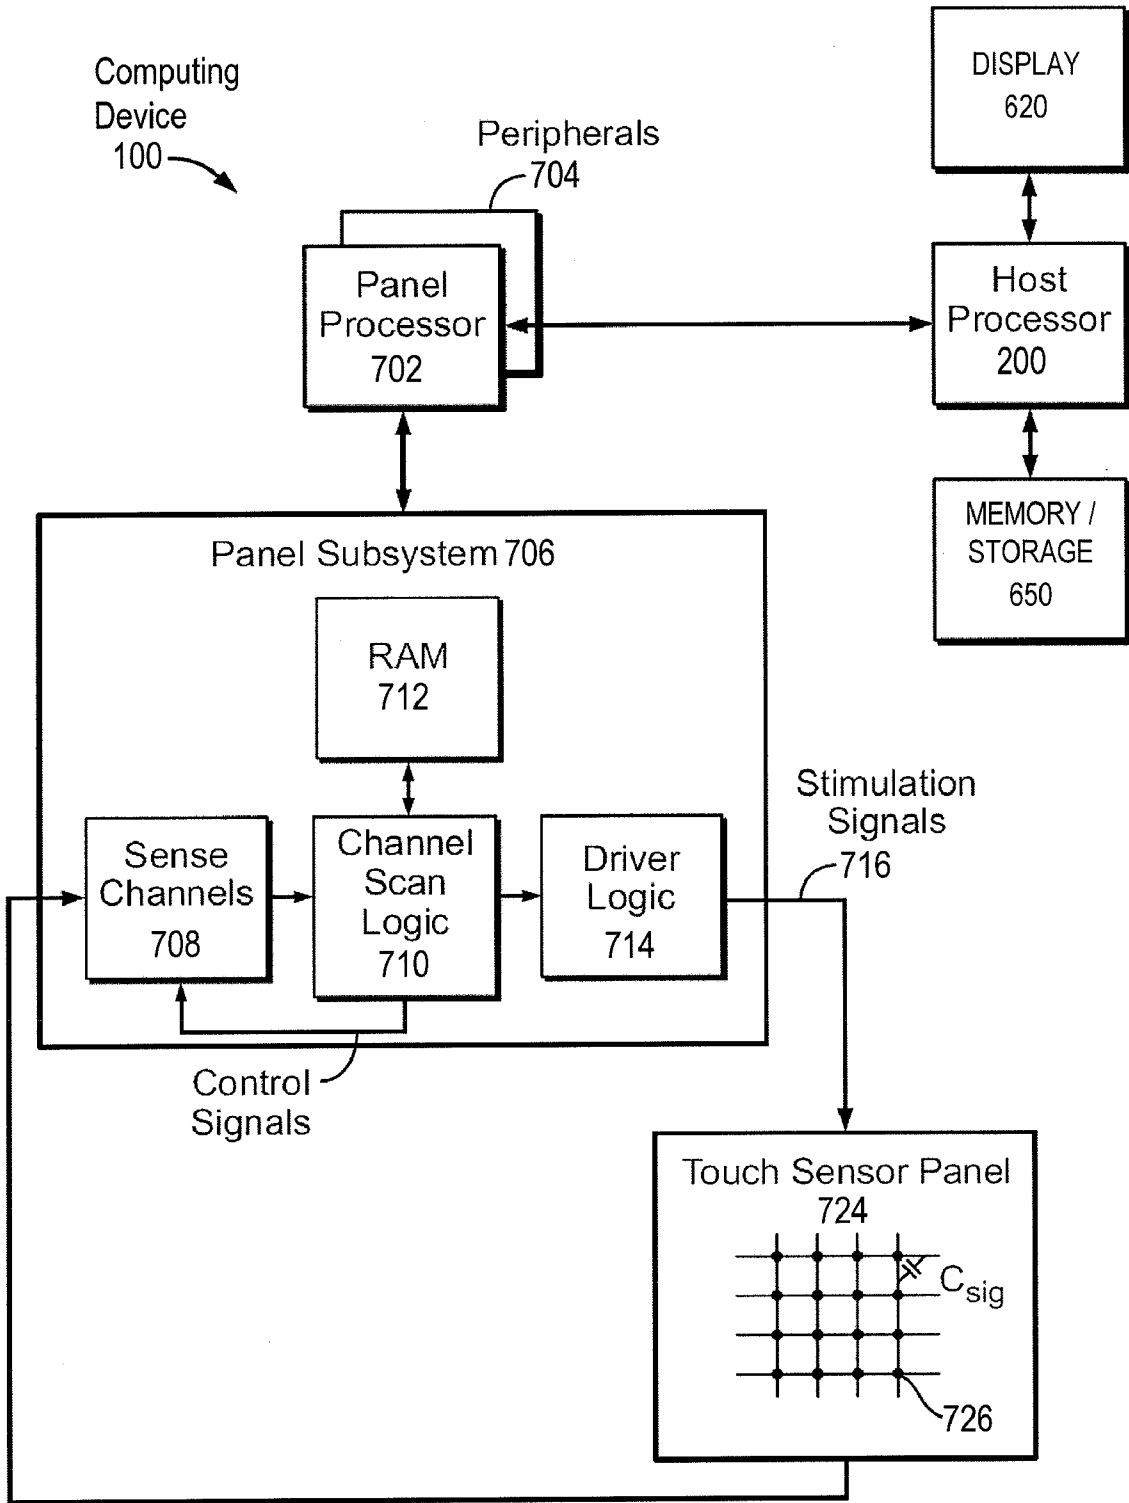 Computing
Device
100
Peripherals
704
DISPLAY
620
Panel
Processor
702
Host
Processor
200
MEMORY /
STORAGE
650
Panel Subsystem 706
RAM
712
Sense
Channels
708
Channel
Scan
Logic
710
Driver
Logic
714
Stimulation
Signals
716
Control
Signals
Touch Sensor Panel
724
Csig
726